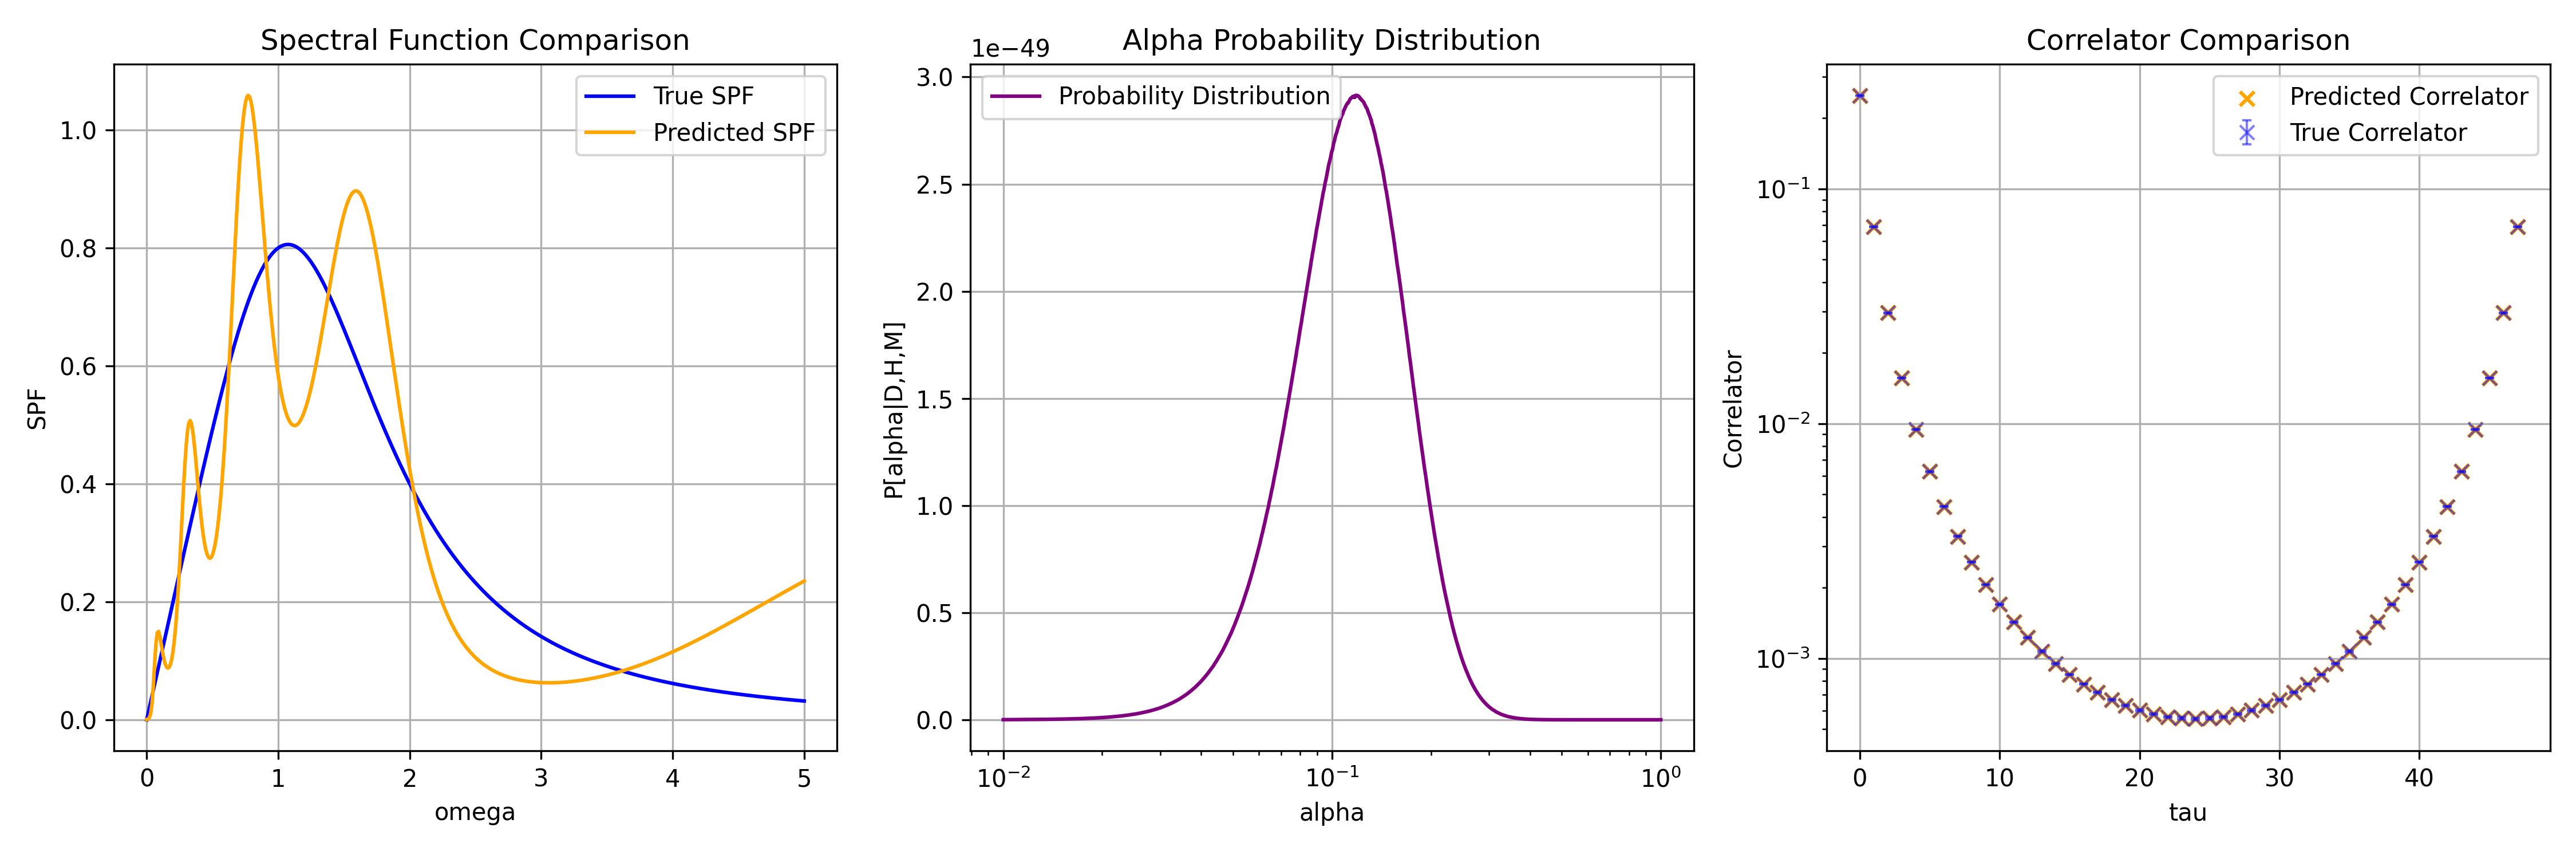 Spectral Function Comparison
True SPF
Predicted SPF
SPF
1.0
0.8
0.6
0.4
0.2
0.0
0 1 2 3 4 5
omega
Alpha Probability Distribution
1e−49
Probability Distribution
P[alpha|D,H,M]
3.0
2.5
2.0
1.5
1.0
0.5
0.0
10⁻² 10⁻¹ 10⁰
alpha
Correlator Comparison
Predicted Correlator
True Correlator
Correlator
10⁻¹
10⁻²
10⁻³
0 10 20 30 40
tau